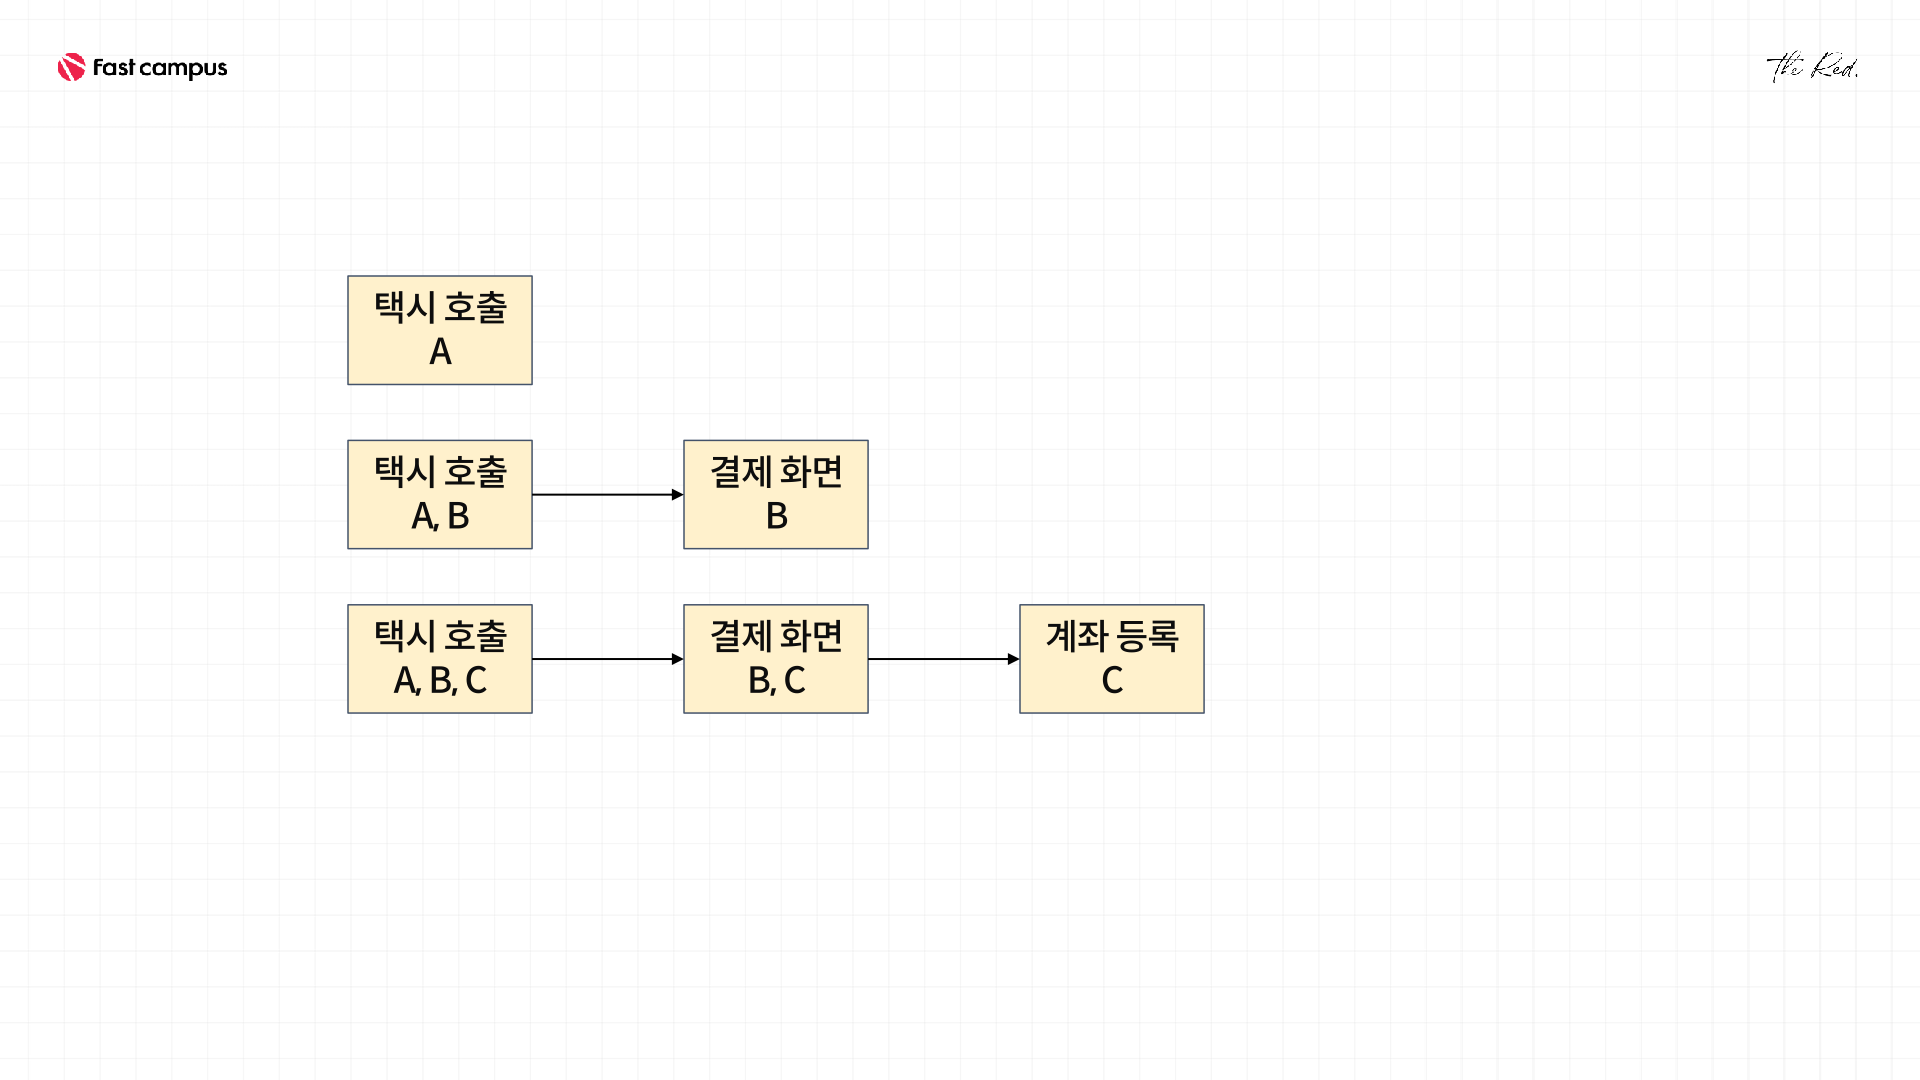 Fast campus
The Red.
택시 호출
A
택시 호출
A, B
결제 화면
B
택시 호출
A, B, C
결제 화면
B, C
계좌 등록
C